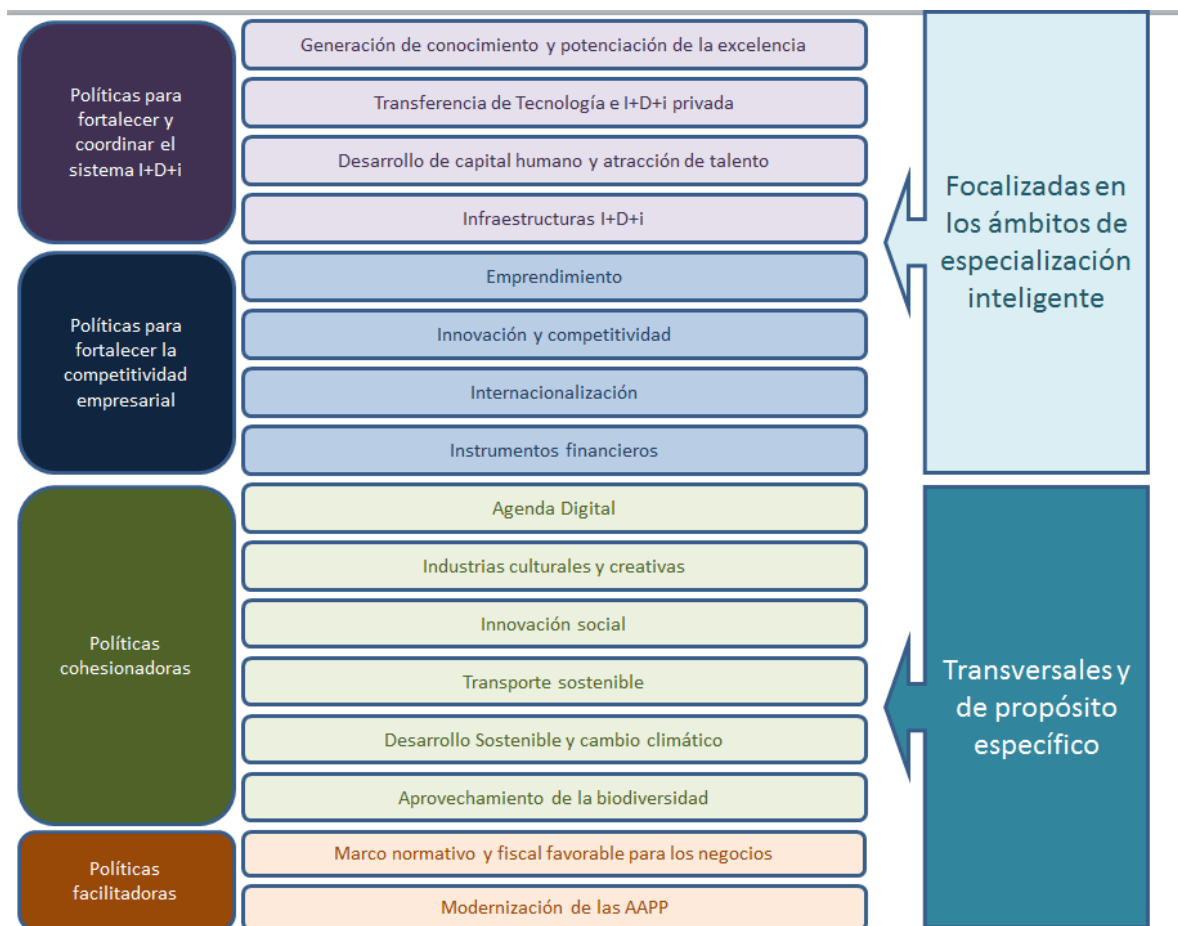 Políticas para
fortalecer y
coordinar el
sistema I+D+i
Generación de conocimiento y potenciación de la excelencia
Transferencia de Tecnología e I+D+i privada
Desarrollo de capital humano y atracción de talento
Infraestructuras I+D+i
Políticas para
fortalecer la
competitividad
empresarial
Emprendimiento
Innovación y competitividad
Internacionalización
Instrumentos financieros
Focalizadas en
los ámbitos de
especialización
inteligente
Políticas
cohesionadoras
Agenda Digital
Industrias culturales y creativas
Innovación social
Transporte sostenible
Desarrollo Sostenible y cambio climático
Aprovechamiento de la biodiversidad
Políticas
facilitadoras
Marco normativo y fiscal favorable para los negocios
Modernización de las AAPP
Transversales y
de propósito
específico